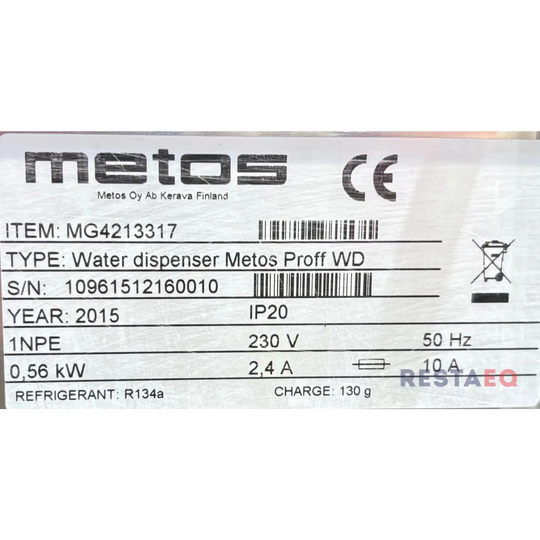 metos
Metos Oy Ab Kerava Finland
CE
ITEM: MG4213317
TYPE: Water dispenser Metos Proff WD
S/N: 10961512160010
YEAR: 2015 IP20
1NPE 230 V 50 Hz
0,56 kW 2,4 A 10 A
RESTAEQ
REFRIGERANT: R134a CHARGE: 130 g